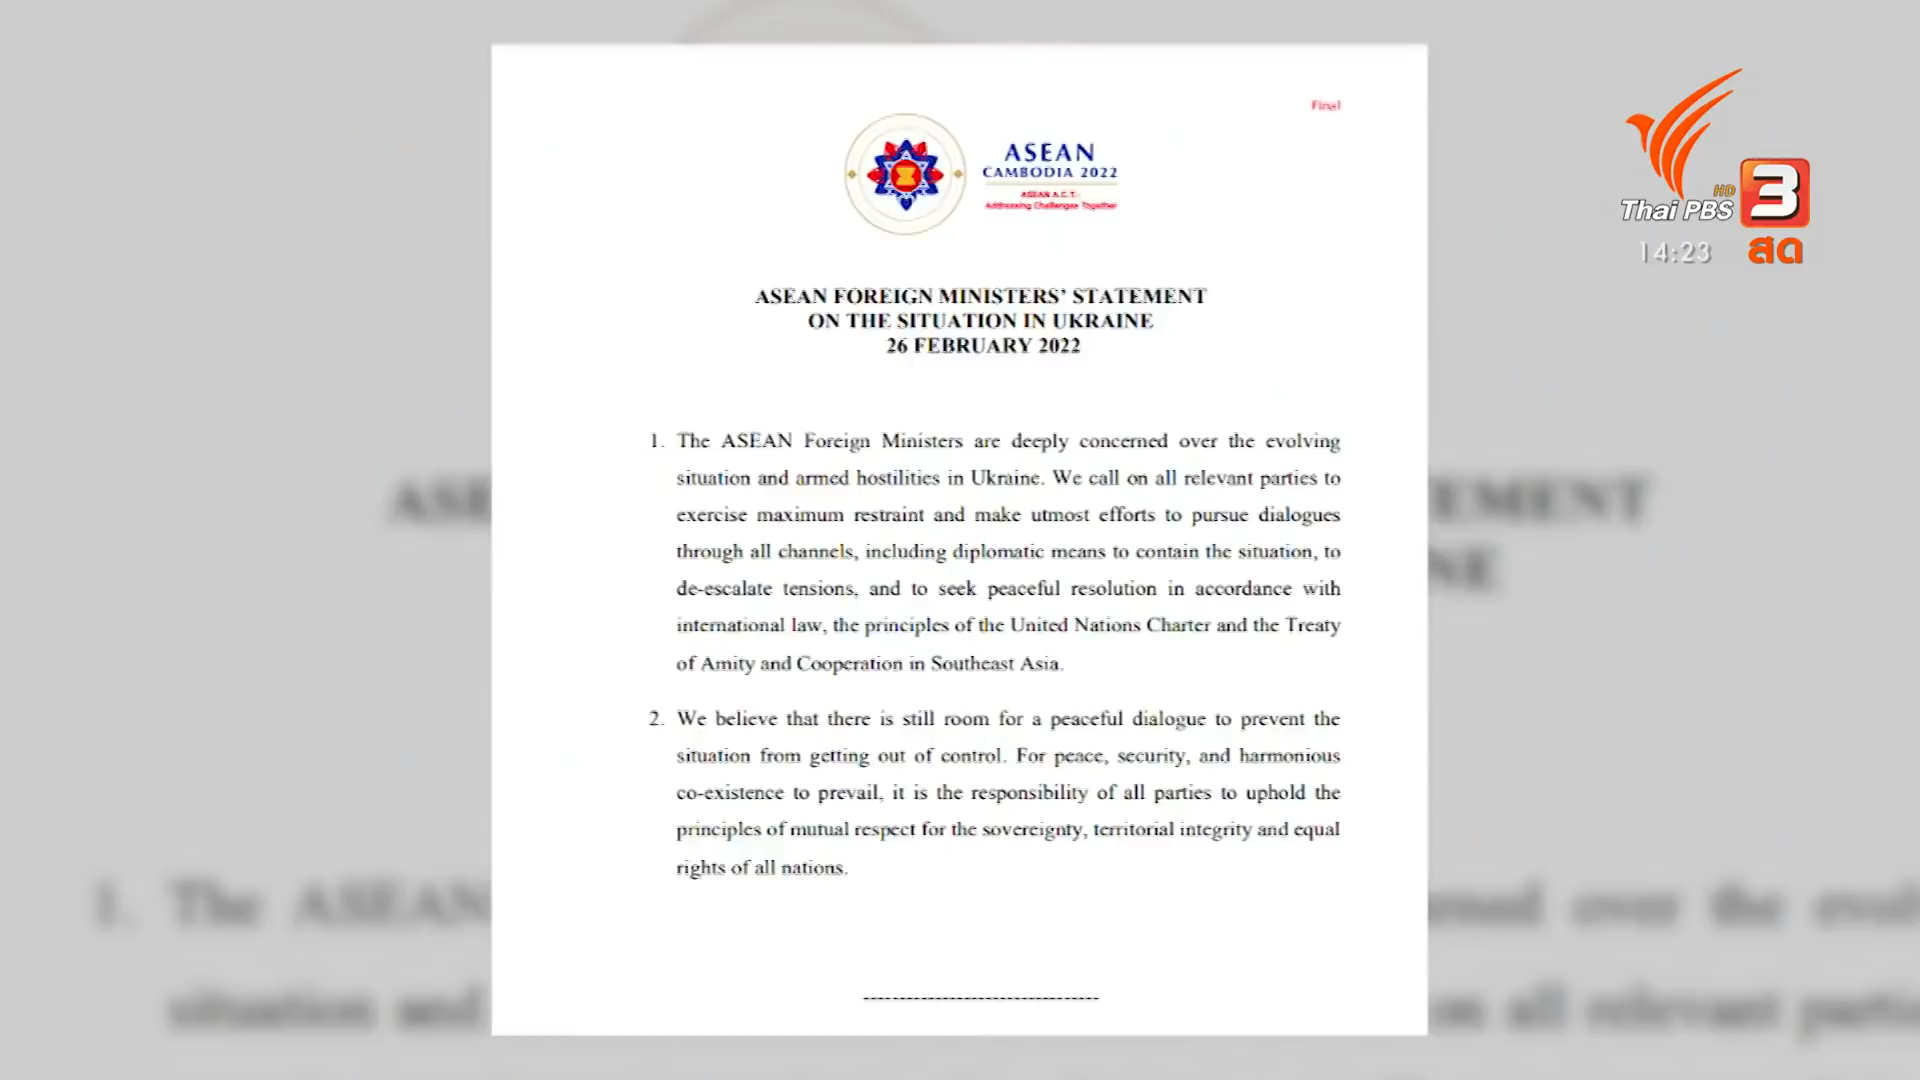 Final
ASEAN
CAMBODIA 2022
ASEAN A.C.T.:
Addressing Challenges Together
HD
Thai PBS
3
14:23
สด
ASEAN FOREIGN MINISTERS' STATEMENT
ON THE SITUATION IN UKRAINE
26 FEBRUARY 2022
1. The ASEAN Foreign Ministers are deeply concerned over the evolving
situation and armed hostilities in Ukraine. We call on all relevant parties to
exercise maximum restraint and make utmost efforts to pursue dialogues
through all channels, including diplomatic means to contain the situation, to
de-escalate tensions, and to seek peaceful resolution in accordance with
international law, the principles of the United Nations Charter and the Treaty
of Amity and Cooperation in Southeast Asia.
2. We believe that there is still room for a peaceful dialogue to prevent the
situation from getting out of control. For peace, security, and harmonious
co-existence to prevail, it is the responsibility of all parties to uphold the
principles of mutual respect for the sovereignty, territorial integrity and equal
rights of all nations.